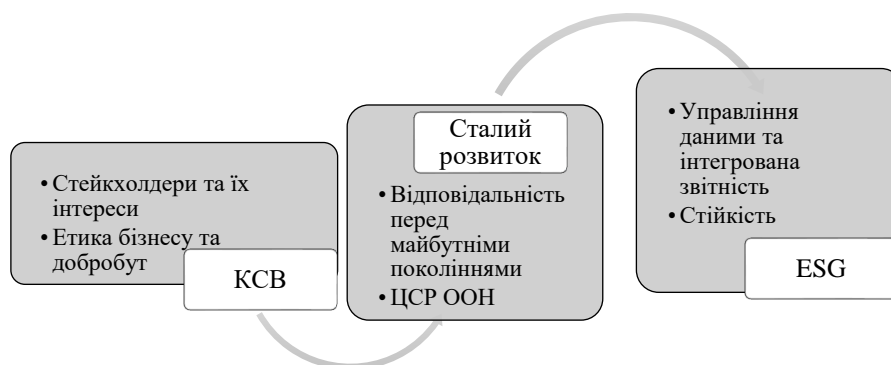 • Стейкхолдери та їх
інтереси
• Етика бізнесу та
добробут
КСВ
Сталий
розвиток
• Відповідальність
перед
майбутніми
поколіннями
• ЦСР ООН
• Управління
даними та
інтегрована
звітність
• Стійкість
ESG